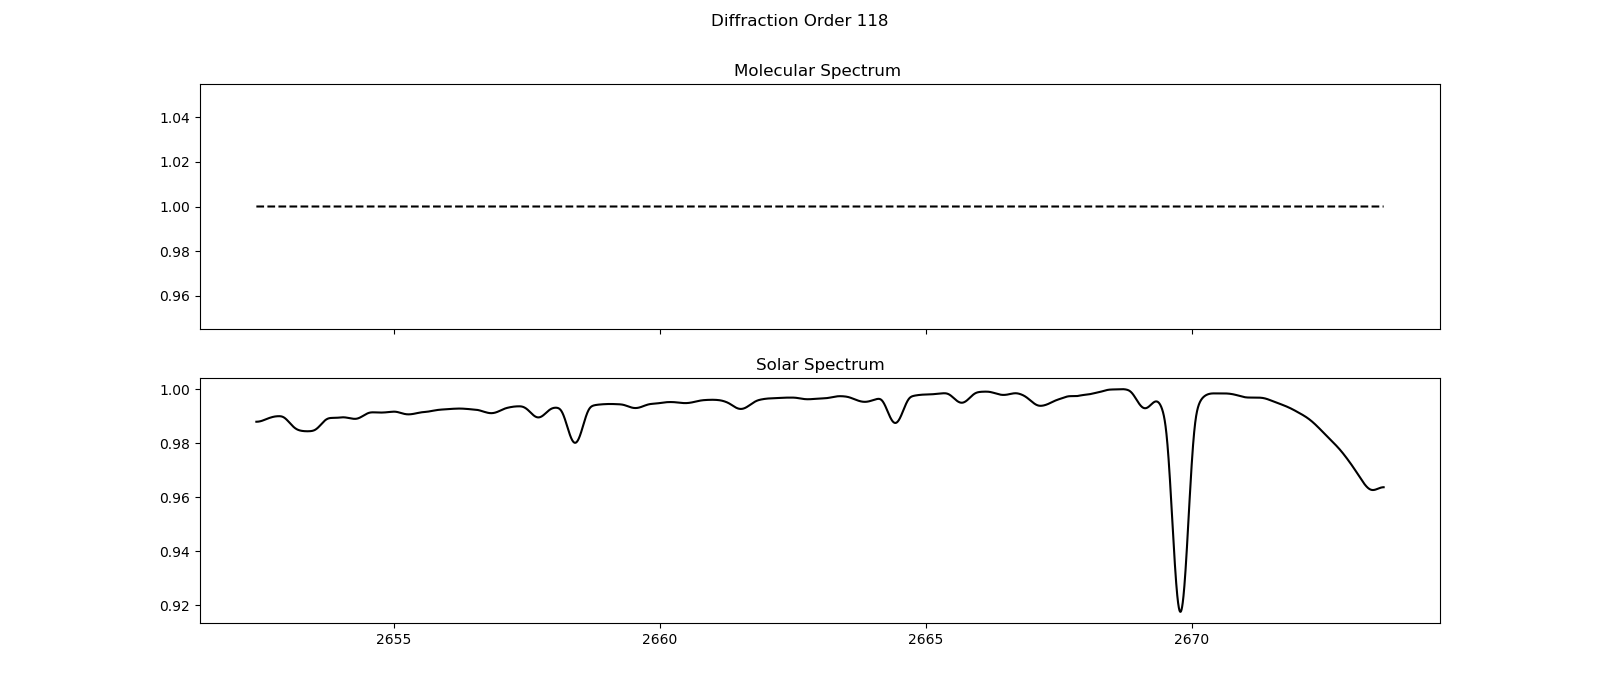 Diffraction Order 118
Molecular Spectrum
1.04
1.02
1.00
0.98
0.96
Solar Spectrum
1.00
0.98
0.96
0.94
0.92
2655 2660 2665 2670